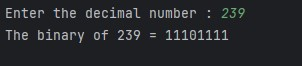 Enter the decimal number : 239
The binary of 239 = 11101111